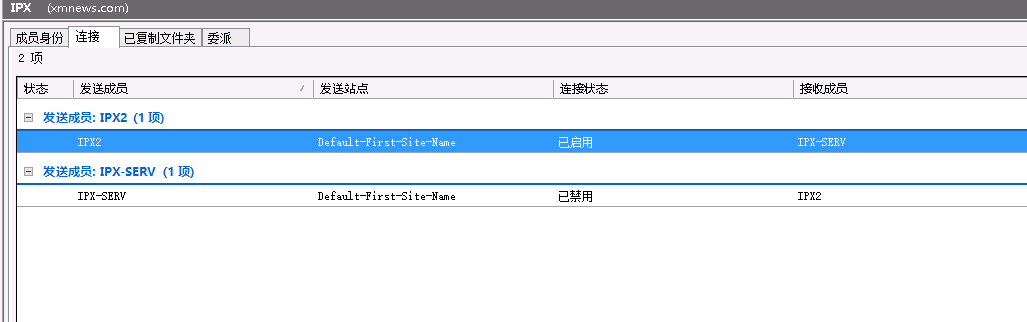 IPX (xmnews.com)
成员身份 连接 已复制文件夹 委派
2 项
状态 发送成员 发送站点 连接状态 接收成员
发送成员: IPX2 (1 项)
IPX2 Default-First-Site-Name 已启用 IPX-SERV
发送成员: IPX-SERV (1 项)
IPX-SERV Default-First-Site-Name 已禁用 IPX2